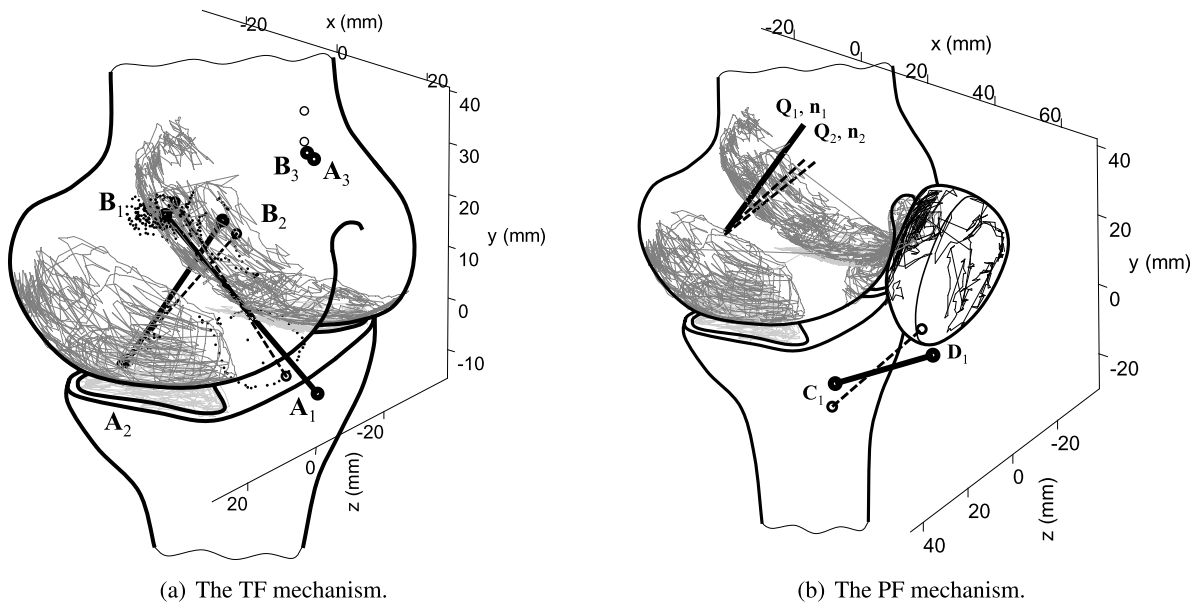 x (mm)
-20
0
20
40
30
20
10
0
-10
y (mm)
B3
A3
B1
B2
A1
A2
-20
0
20
z (mm)
(a) The TF mechanism.
-20
0
x (mm)
20
40
60
40
20
0
-20
y (mm)
Q1, n1
Q2, n2
D1
C1
-20
0
20
40
z (mm)
(b) The PF mechanism.